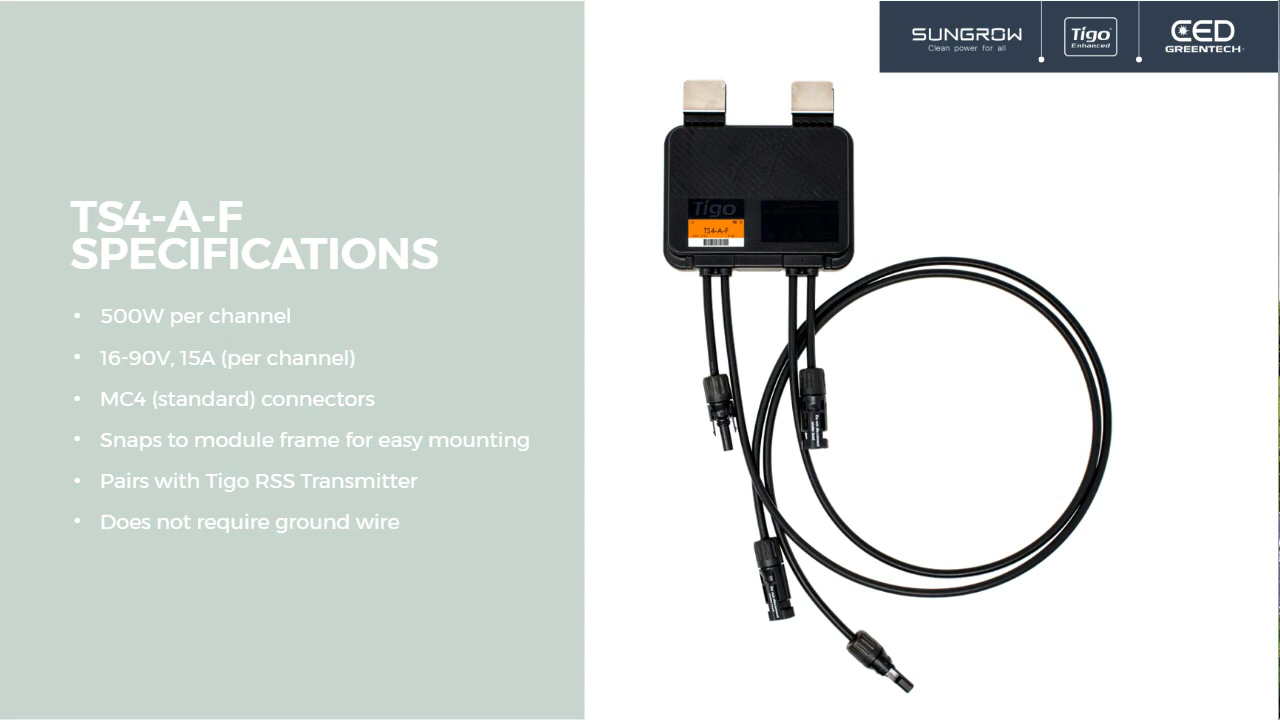 SUNGROW
Clean power for all
Tigo
Enhanced
CED
GREENTECH
TS4-A-F
SPECIFICATIONS
• 500W per channel
• 16-90V, 15A (per channel)
• MC4 (standard) connectors
• Snaps to module frame for easy mounting
• Pairs with Tigo RSS Transmitter
• Does not require ground wire
Tigo
TS4-A-F